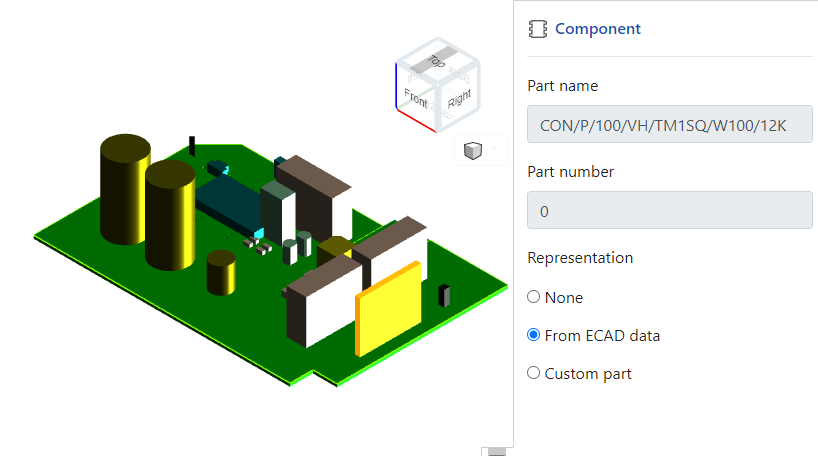 Top
Front
Right
Component
Part name
CON/P/100/VH/TM1SQ/W100/12K
Part number
0
Representation
None
From ECAD data
Custom part